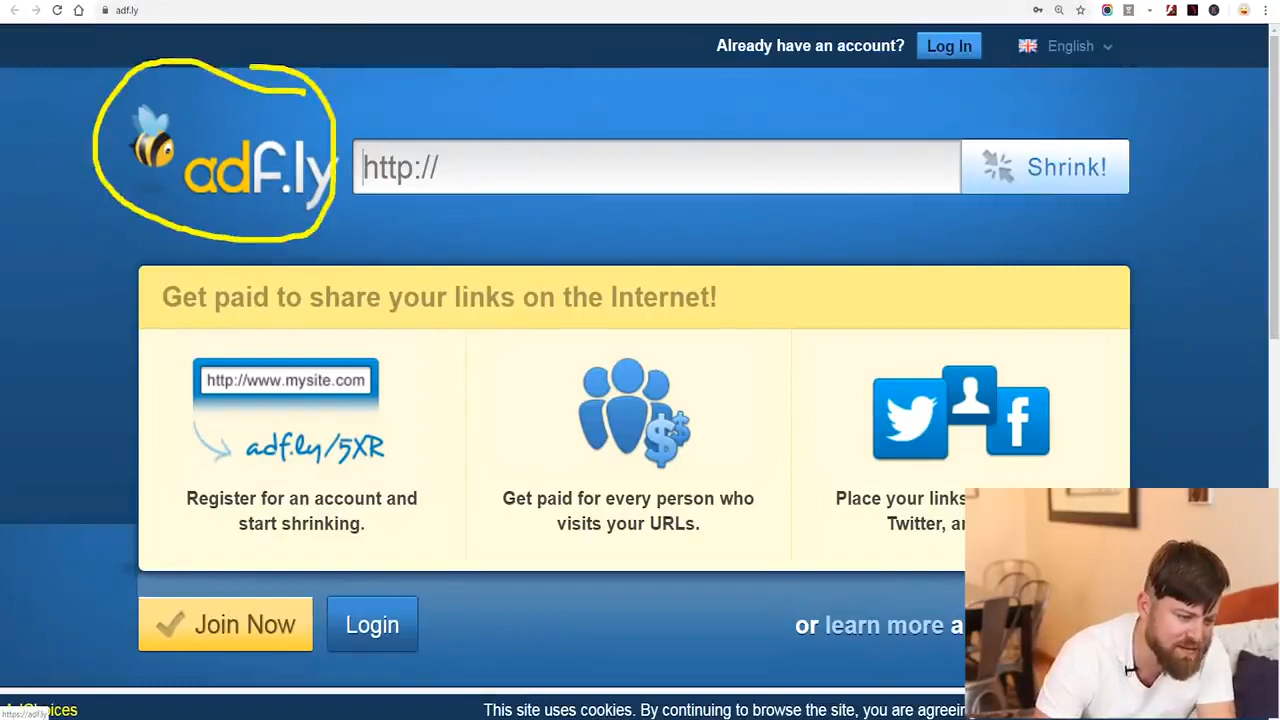 adf.ly
Already have an account?
Log In
English
adf.ly
http://
Shrink!
Get paid to share your links on the Internet!
http://www.mysite.com
adf.ly/5XR
Register for an account and
start shrinking.
Get paid for every person who
visits your URLs.
Place your links
Twitter, an
Join Now
Login
or learn more a
This site uses cookies. By continuing to browse the site, you are agreein
https://adf.ly